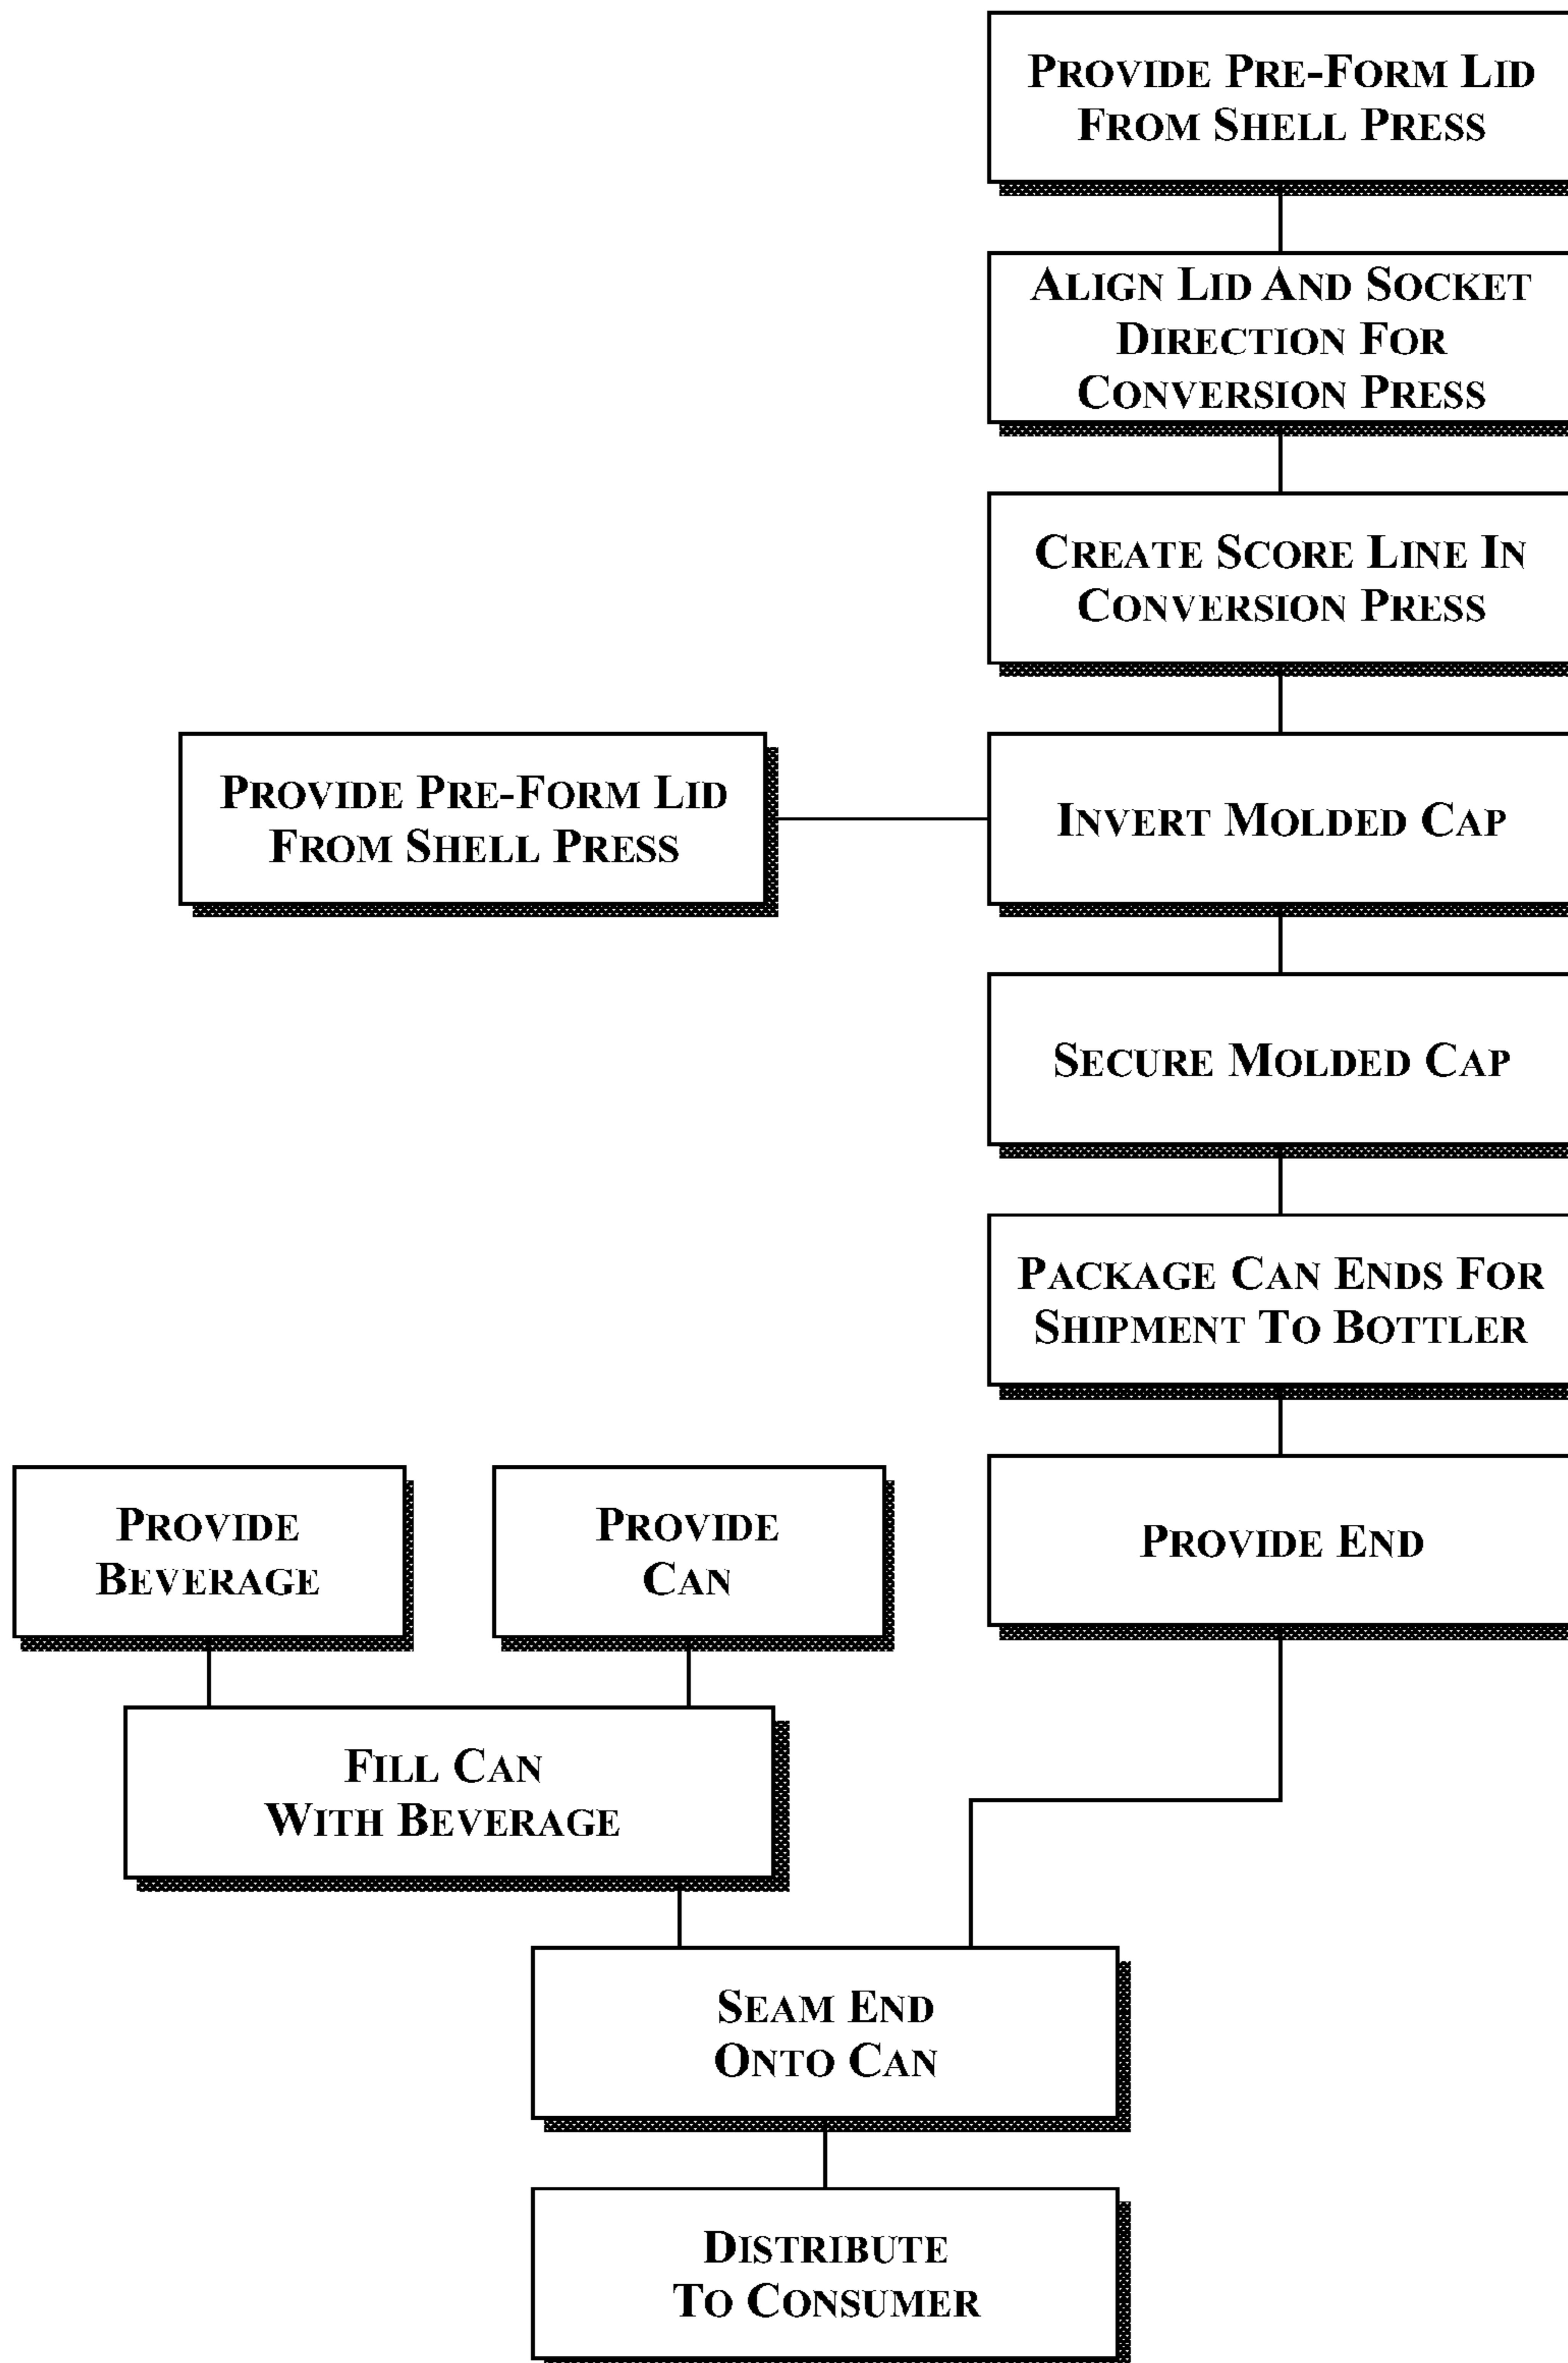 PROVIDE PRE-FORM LID
FROM SHELL PRESS
ALIGN LID AND SOCKET
DIRECTION FOR
CONVERSION PRESS
CREATE SCORE LINE IN
CONVERSION PRESS
PROVIDE PRE-FORM LID
FROM SHELL PRESS
INVERT MOLDED CAP
SECURE MOLDED CAP
PACKAGE CAN ENDS FOR
SHIPMENT TO BOTTLER
PROVIDE
BEVERAGE
PROVIDE
CAN
PROVIDE END
FILL CAN
WITH BEVERAGE
SEAM END
ONTO CAN
DISTRIBUTE
TO CONSUMER